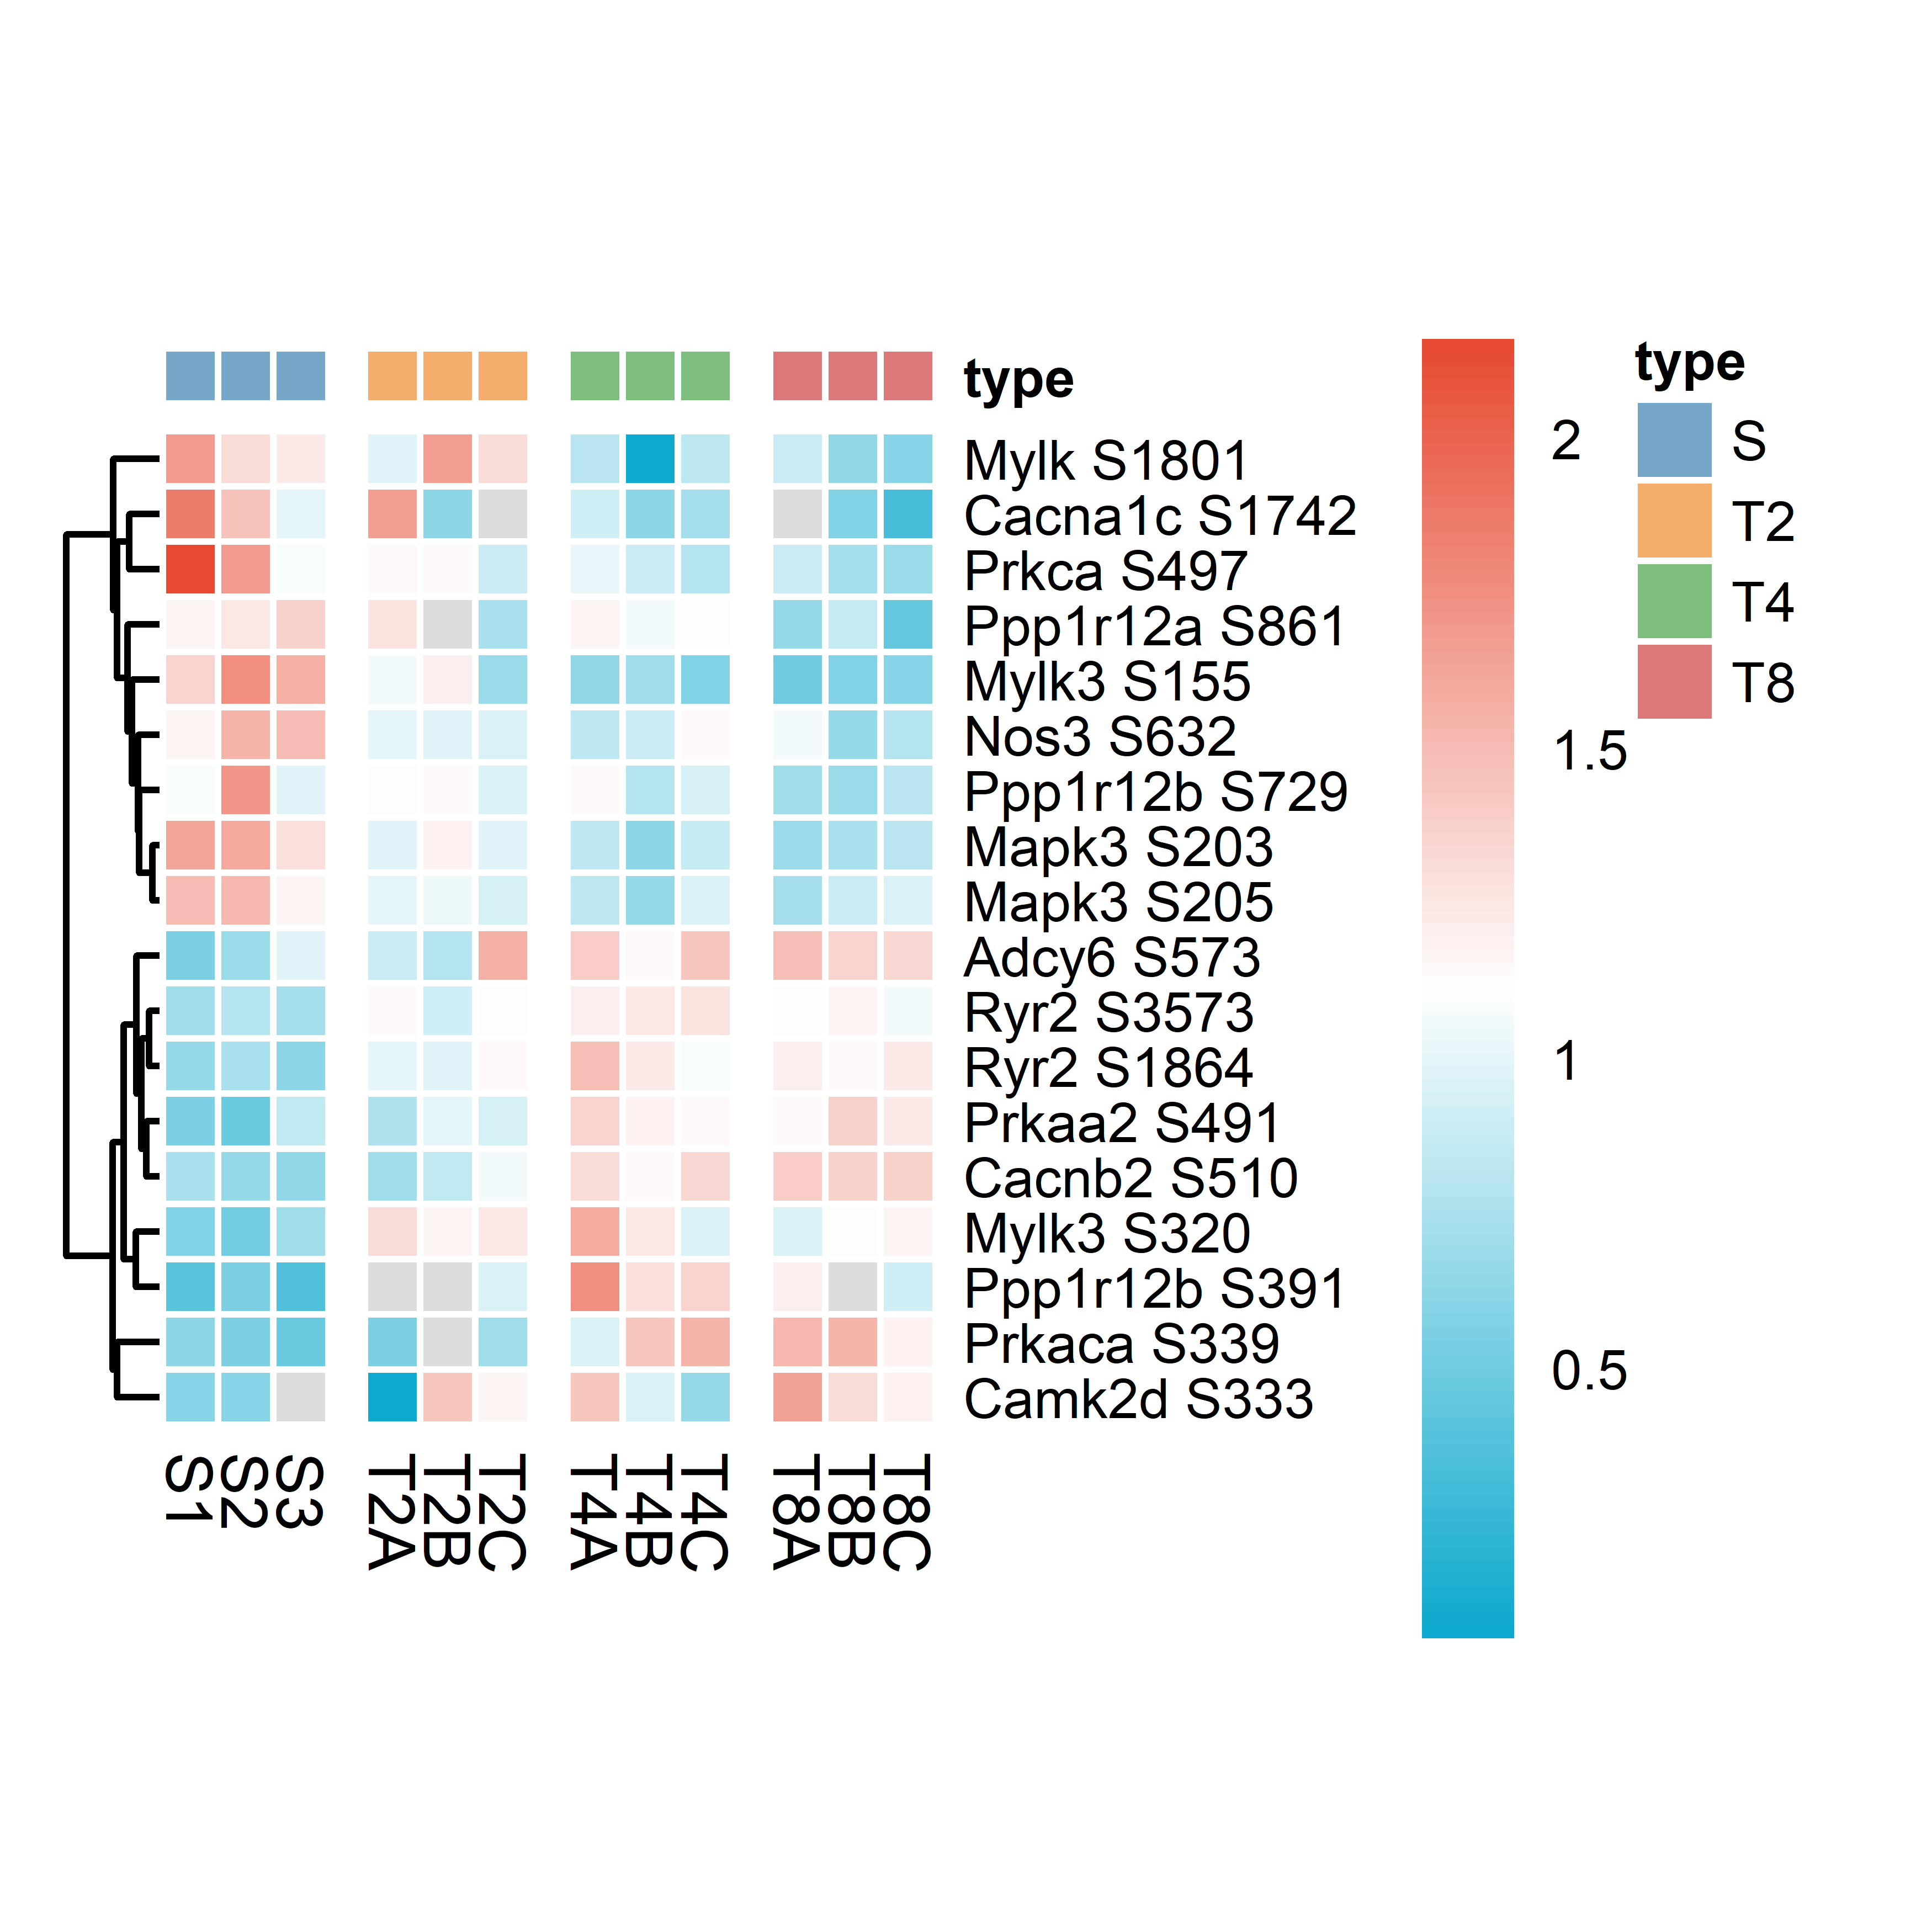 type
Mylk S1801
Cacna1c S1742
Prkca S497
Ppp1r12a S861
Mylk3 S155
Nos3 S632
Ppp1r12b S729
Mapk3 S203
Mapk3 S205
Adcy6 S573
Ryr2 S3573
Ryr2 S1864
Prkaa2 S491
Cacnb2 S510
Mylk3 S320
Ppp1r12b S391
Prkaca S339
Camk2d S333
S1
S2
S3
T2A
T2B
T2C
T4A
T4B
T4C
T8A
T8B
T8C
2
1.5
1
0.5
type
S
T2
T4
T8